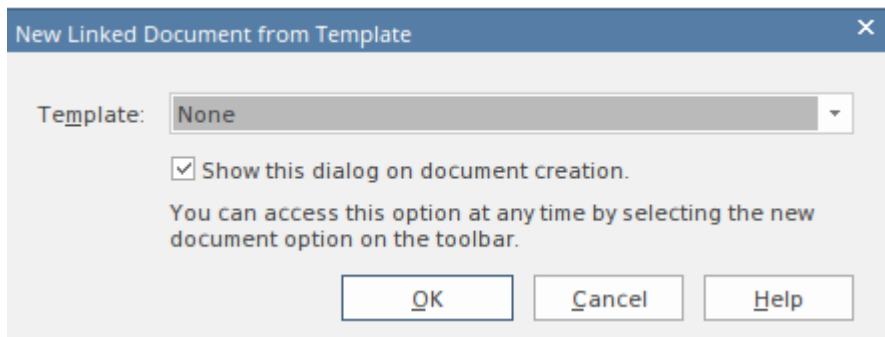 New Linked Document from Template
Template: None
Show this dialog on document creation.
You can access this option at any time by selecting the new
document option on the toolbar.
OK Cancel Help